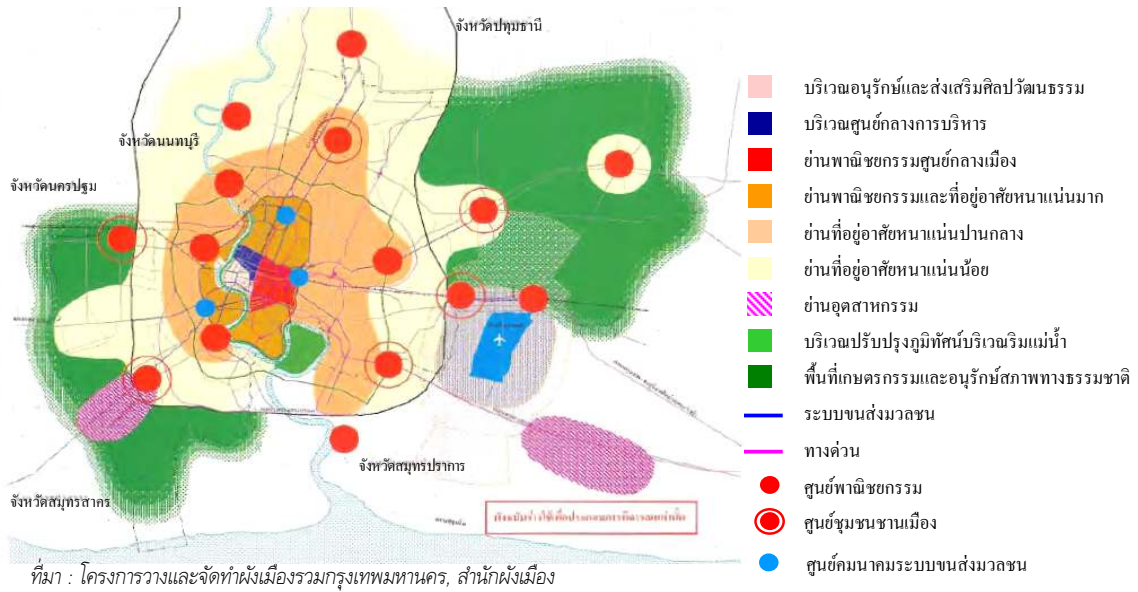 จังหวัดปทุมธานี
จังหวัดนนทบุรี
จังหวัดนครปฐม
จังหวัดสมุทรปราการ
จังหวัดสมุทรสาคร
บริเวณอนุรักษ์และส่งเสริมศิลปวัฒนธรรม
บริเวณศูนย์กลางการบริหาร
ย่านพาณิชยกรรมศูนย์กลางเมือง
ย่านพาณิชยกรรมและที่อยู่อาศัยหนาแน่นมาก
ย่านที่อยู่อาศัยหนาแน่นปานกลาง
ย่านที่อยู่อาศัยหนาแน่นน้อย
ย่านอุตสาหกรรม
บริเวณปรับปรุงภูมิทัศน์บริเวณริมแม่น้ำ
พื้นที่เกษตรกรรมและอนุรักษ์สภาพทางธรรมชาติ
ระบบขนส่งมวลชน
ทางด่วน
ศูนย์พาณิชยกรรม
ศูนย์ชุมชนชานเมือง
ศูนย์คมนาคมระบบขนส่งมวลชน
ที่มา : โครงการวางและจัดทำผังเมืองรวมกรุงเทพมหานคร, สำนักผังเมือง